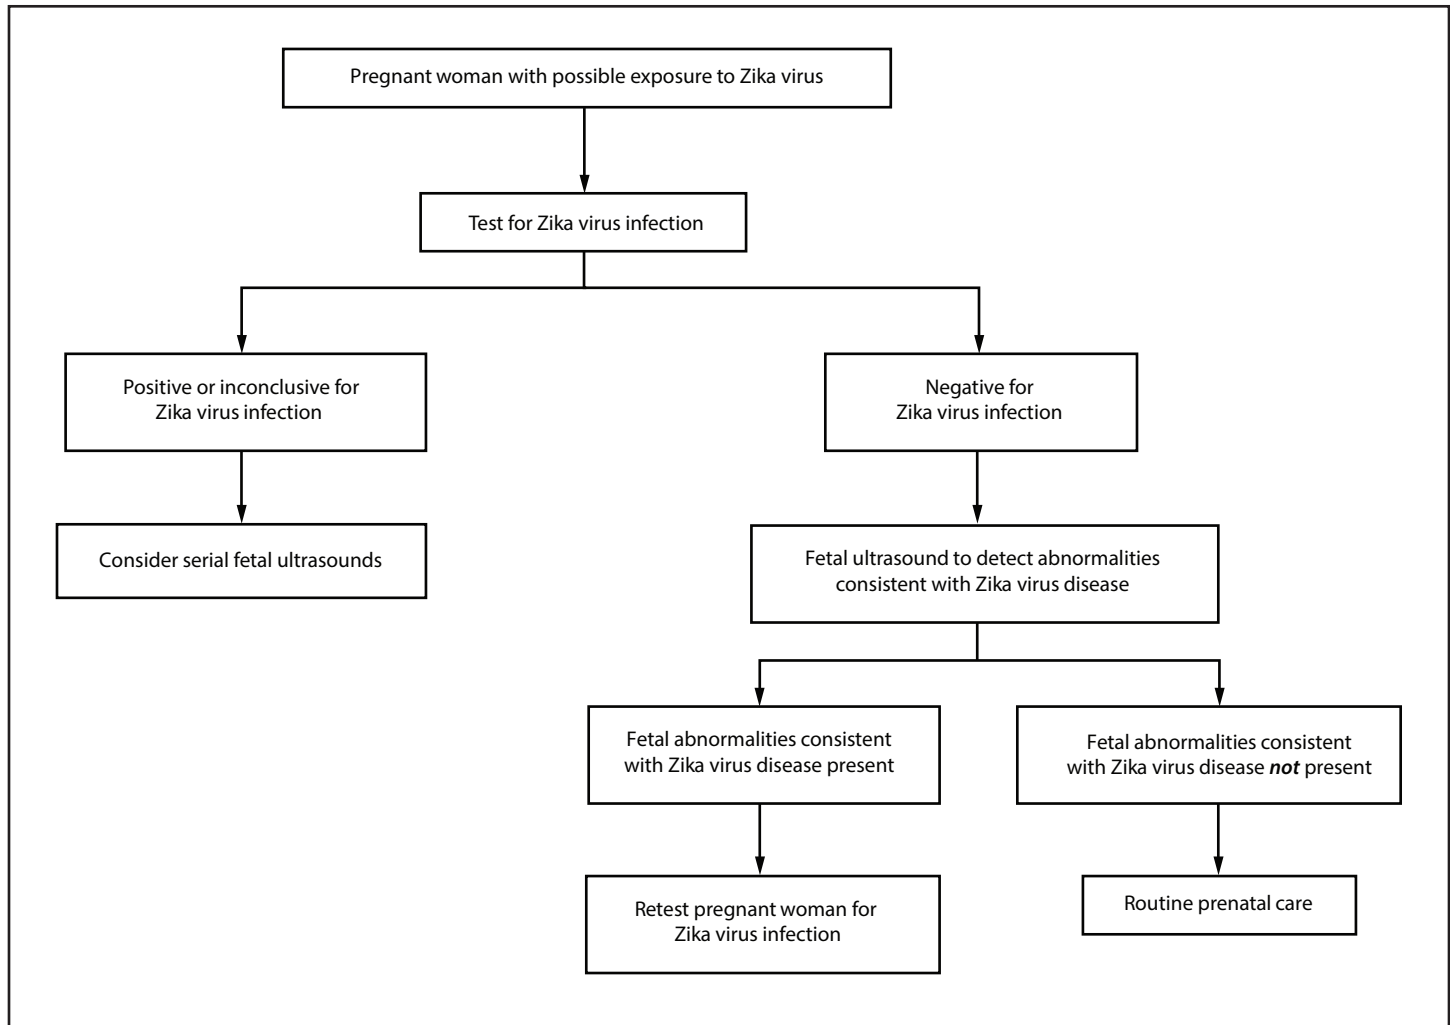 Pregnant woman with possible exposure to Zika virus
Test for Zika virus infection
Positive or inconclusive for
Zika virus infection
Negative for
Zika virus infection
Consider serial fetal ultrasounds
Fetal ultrasound to detect abnormalities
consistent with Zika virus disease
Fetal abnormalities consistent
with Zika virus disease present
Fetal abnormalities consistent
with Zika virus disease not present
Retest pregnant woman for
Zika virus infection
Routine prenatal care